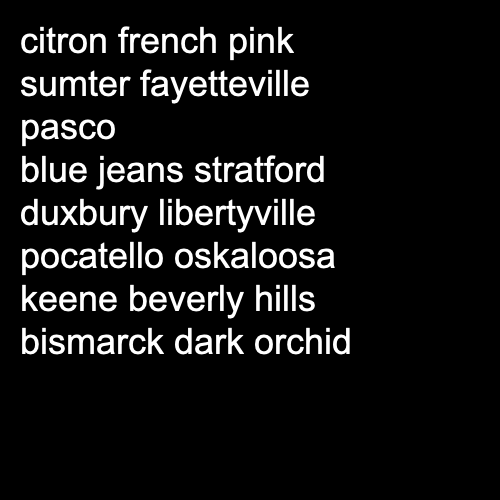 citron french pink
sumter fayetteville
pasco
blue jeans stratford
duxbury libertyville
pocatello oskaloosa
keene beverly hills
bismarck dark orchid